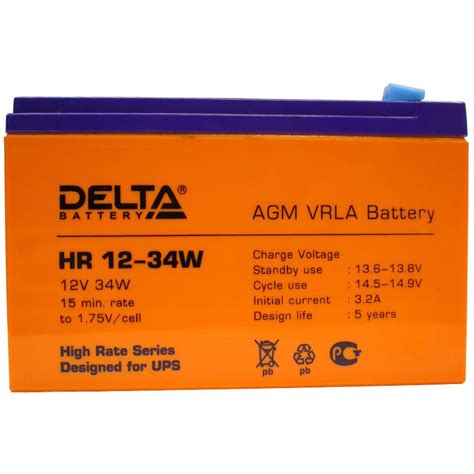 DELTA®
BATTERY
HR 12-34W
12V 34W
15 min. rate
to 1.75V/cell
High Rate Series
Designed for UPS
AGM VRLA Battery
Charge Voltage
Standby use : 13.6-13.8V
Cycle use : 14.5-14.9V
Initial current : 3.2A
Design life : 5 years
pb
pb